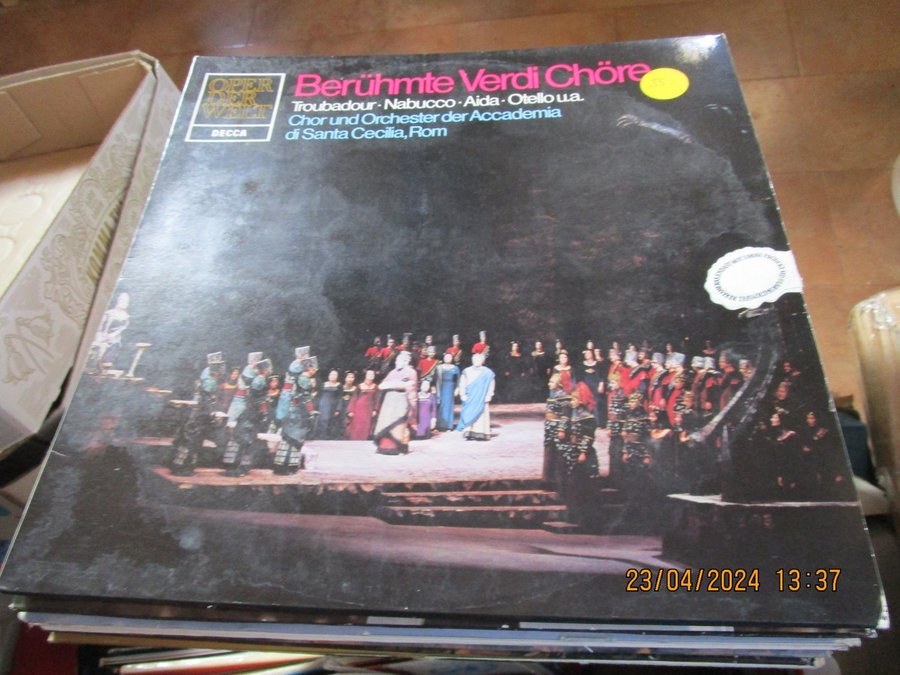 OPER
DER
WELT
DECCA
Berühmte Verdi Chöre
Troubadour · Nabucco · Aida · Otello u.a.
Chor und Orchester der Accademia
di Santa Cecilia, Rom
23/04/2024 13:37